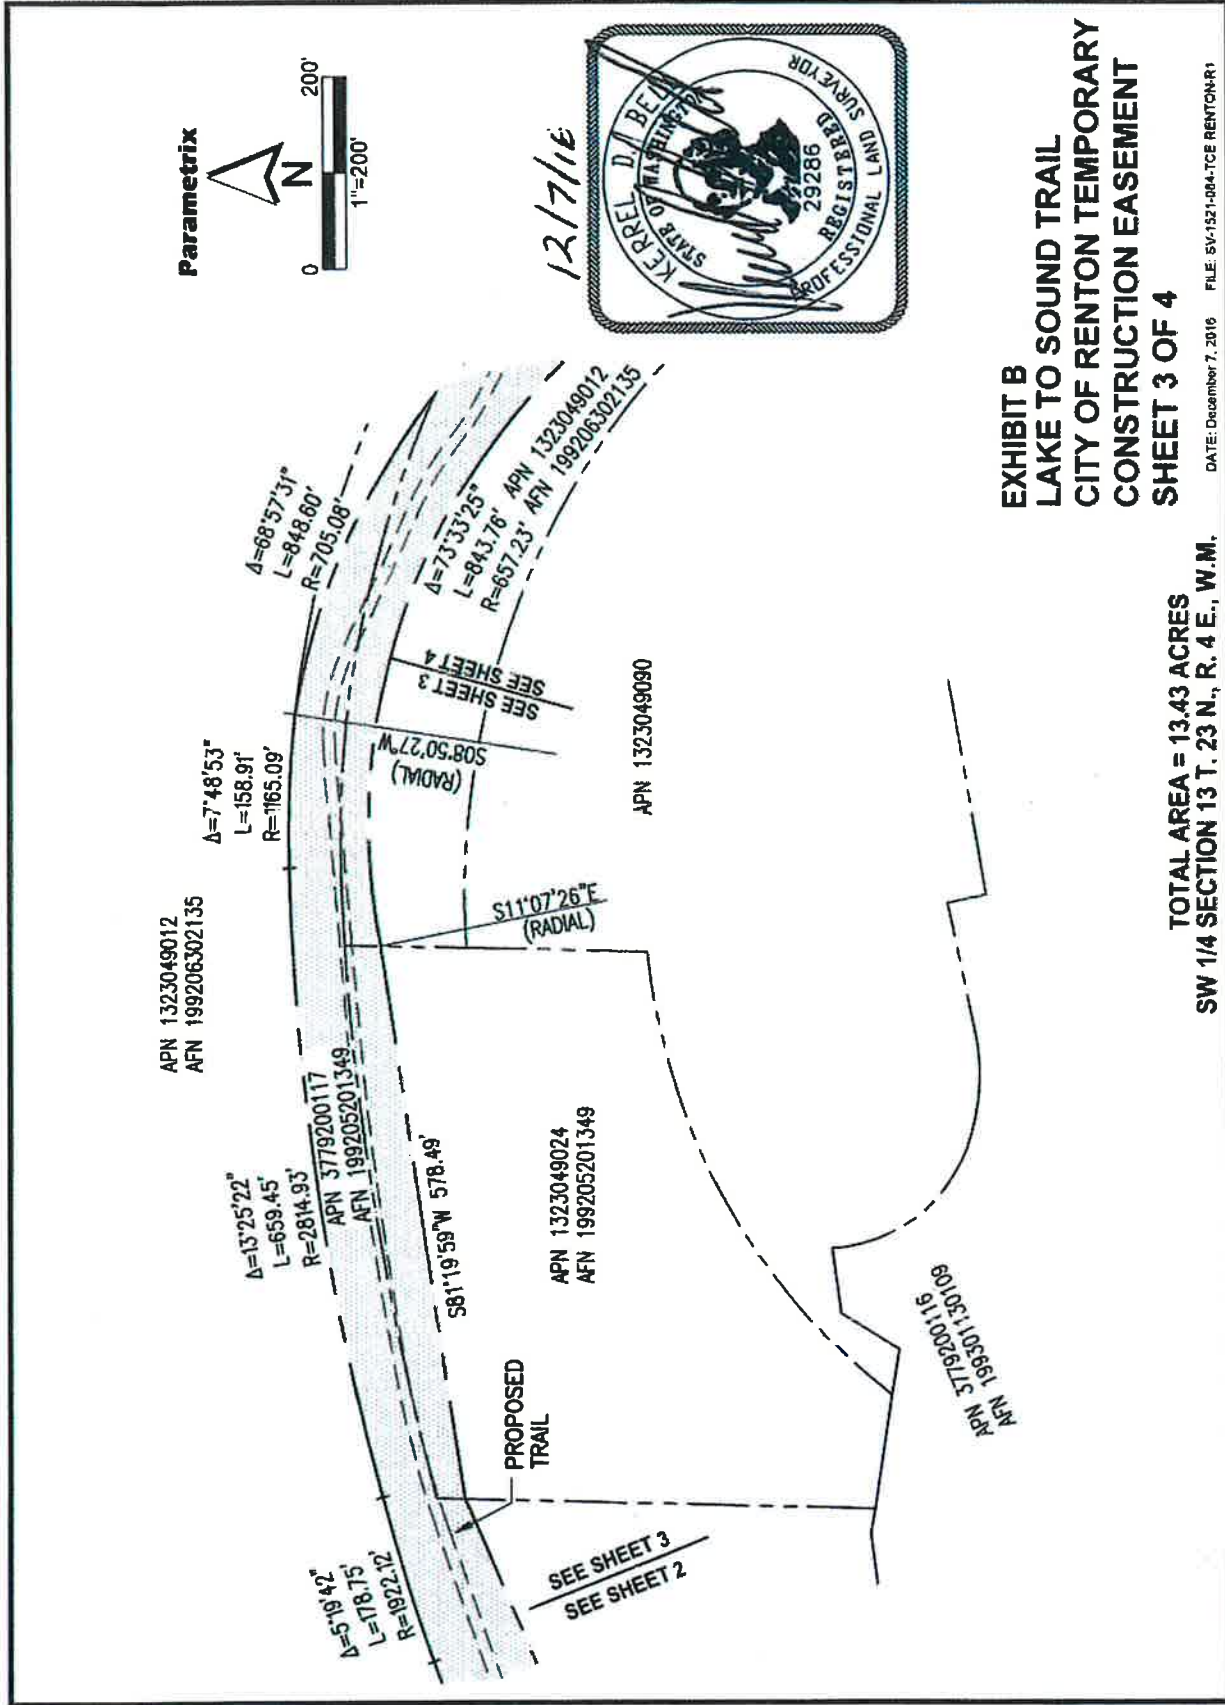 Parametrix
N
0 200'
1"=200'
12/7/16
KERREL D. A BELL
STATE OF WASHINGTON
29286
REGISTERED
PROFESSIONAL LAND SURVEYOR
APN 1323049012
AFN 199206302135
Δ=5°19'42"
L=178.75'
R=1922.12'
Δ=13°25'22"
L=659.45'
R=2814.93'
Δ=7°48'53"
L=158.91'
R=1165.09'
Δ=68°57'31"
L=848.60'
R=705.08'
APN 3779200117
AFN 199205201349
S81°19'59"W 578.49'
S11°07'26"E
(RADIAL)
S08°50'27"W
(RADIAL)
SEE SHEET 3
SEE SHEET 4
Δ=73°33'25"
L=843.76' APN 1323049012
R=657.23' AFN 199206302135
PROPOSED
TRAIL
SEE SHEET 3
SEE SHEET 2
APN 1323049024
AFN 199205201349
APN 1323049090
APN 3779200116
AFN 199301130109
EXHIBIT B
LAKE TO SOUND TRAIL
CITY OF RENTON TEMPORARY
CONSTRUCTION EASEMENT
SHEET 3 OF 4
TOTAL AREA = 13.43 ACRES
SW 1/4 SECTION 13 T. 23 N., R. 4 E., W.M.
DATE: December 7, 2016 FILE: SV-1521-084-TCE RENTON-R1